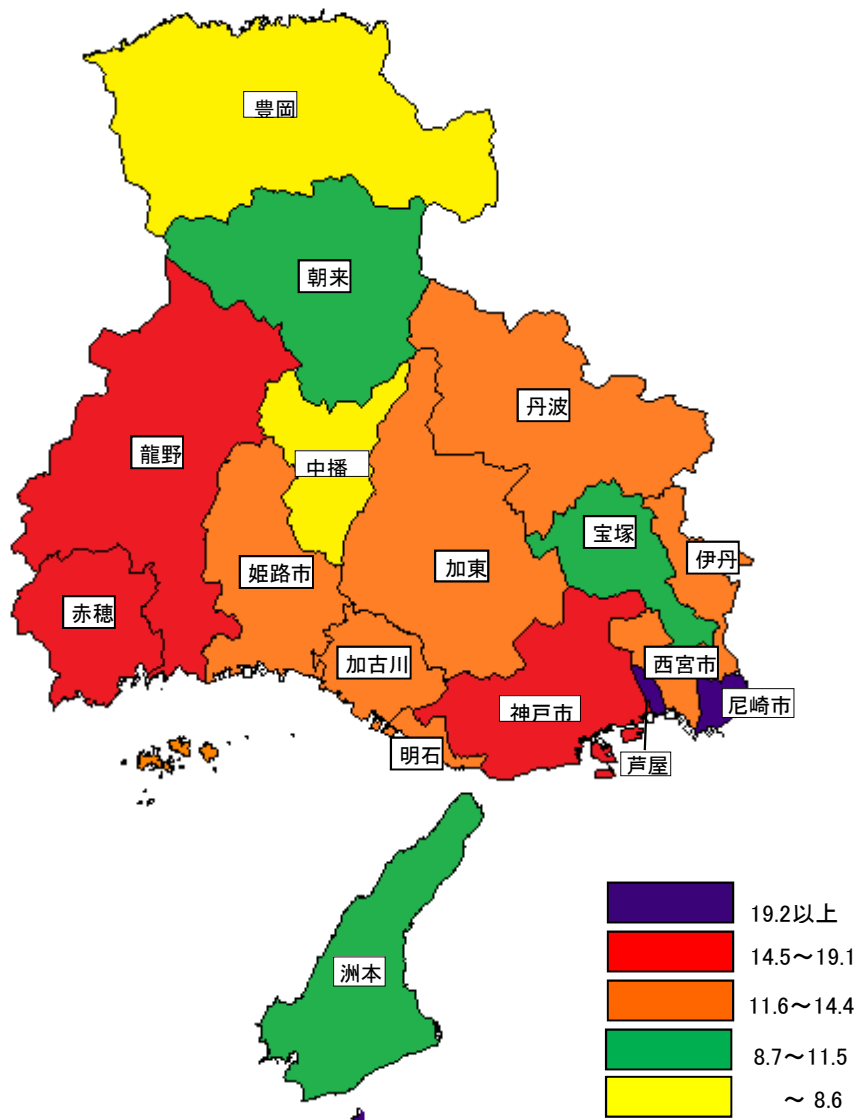 豊岡
朝来
丹波
龍野
中播
宝塚
伊丹
姫路市
加東
赤穂
加古川
西宮市
神戸市
尼崎市
明石
芦屋
洲本
19.2以上
14.5～19.1
11.6～14.4
8.7～11.5
～ 8.6